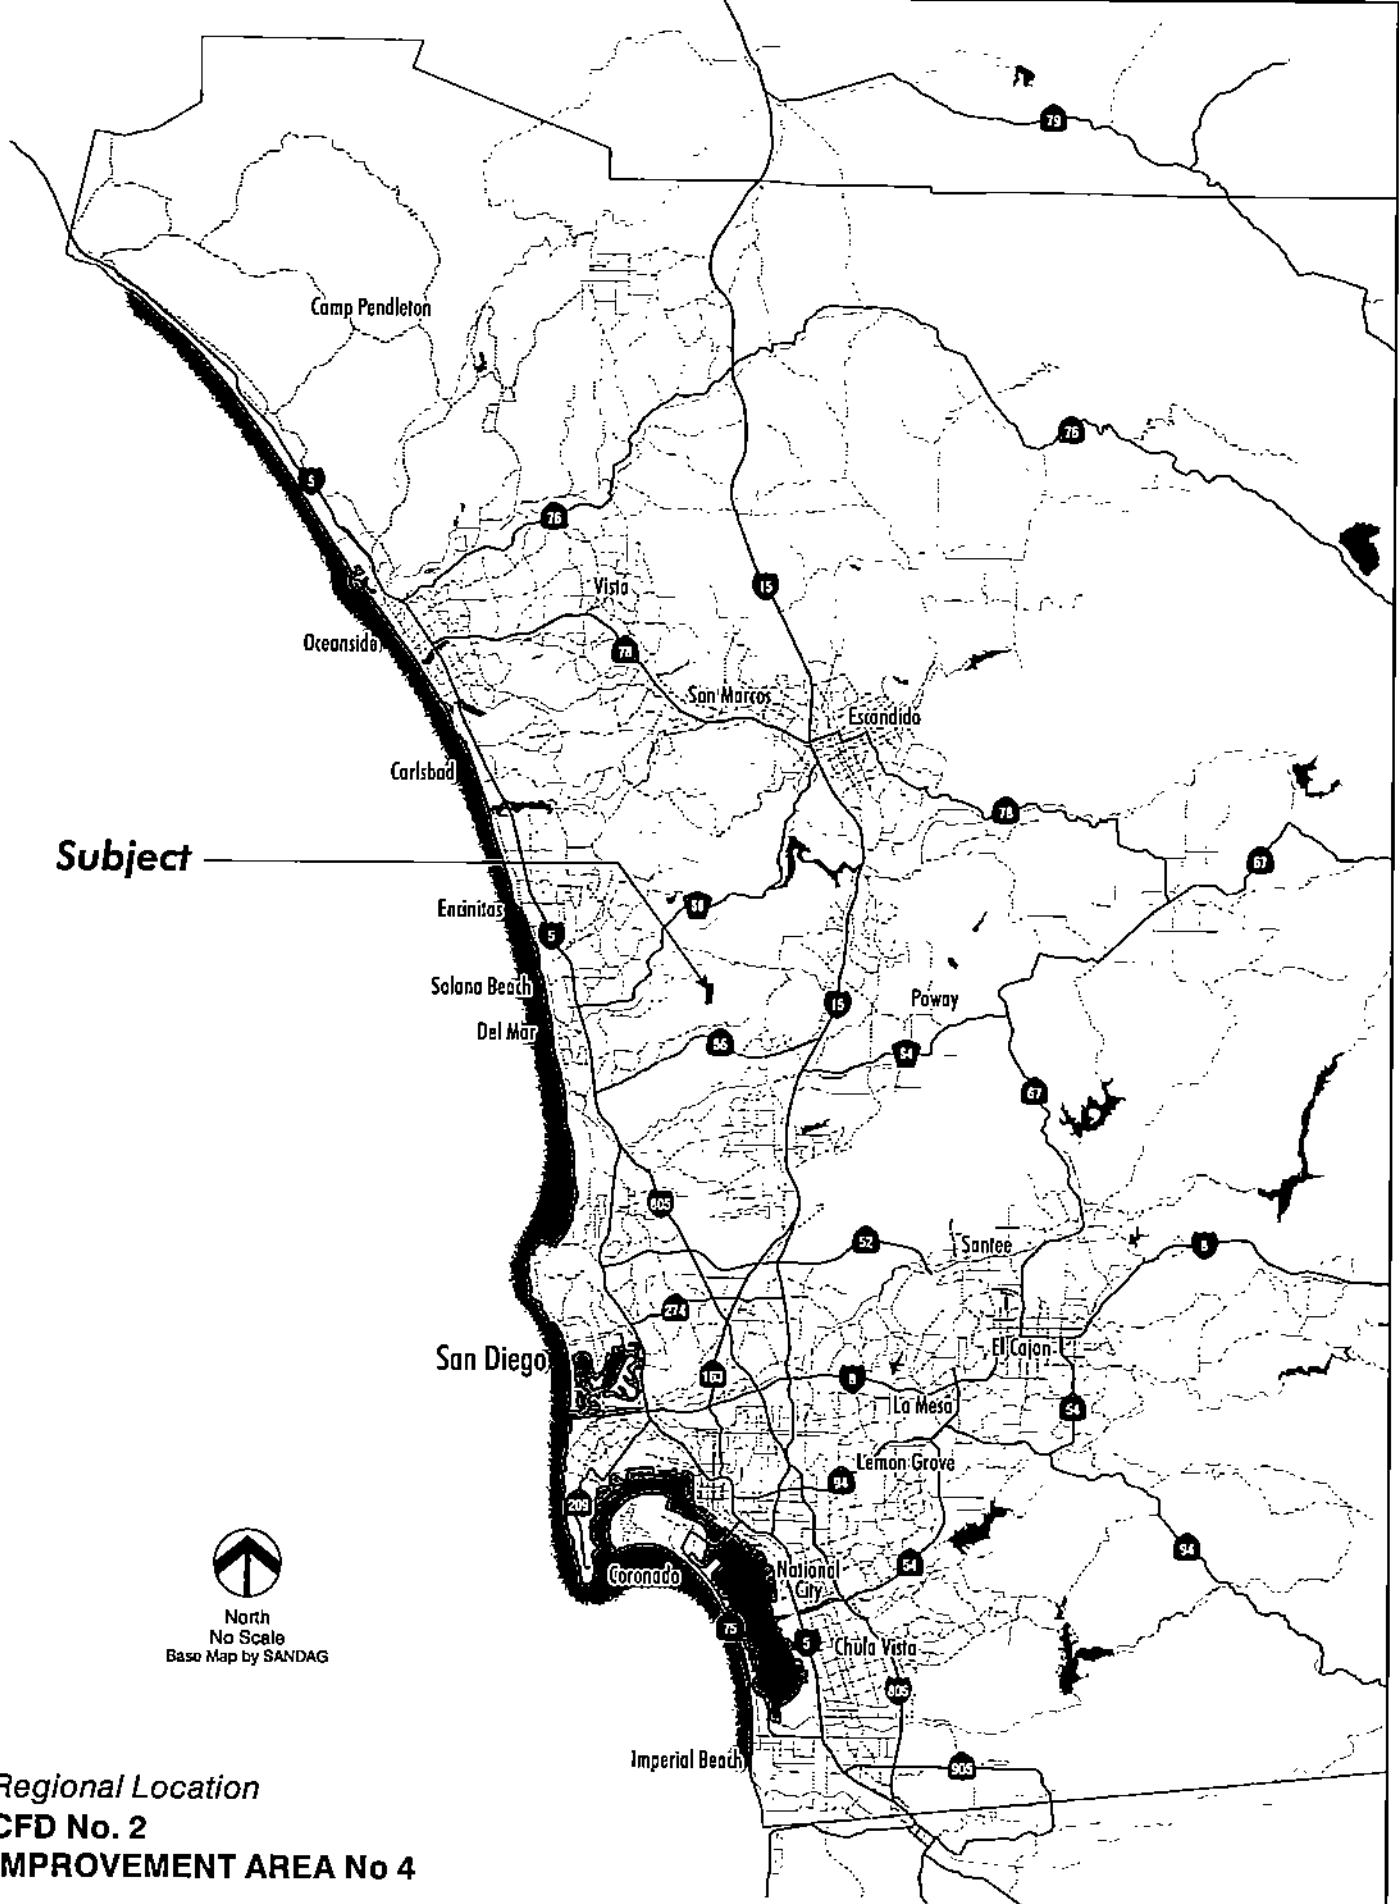 79
Camp Pendleton
76
5
76
Vista
15
Oceanside
78
San Marcos
Escondido
Carlsbad
78
Subject
67
Encinitas
5
Solana Beach
15
Poway
Del Mar
56
67
805
52
Santee
8
274
San Diego
El Cajon
163
8
La Mesa
54
Lemon Grove
94
209
94
54
Coronado
National
City
75
5
Chula Vista
805
Imperial Beach
905
North
No Scale
Base Map by SANDAG
Regional Location
CFD No. 2
IMPROVEMENT AREA No 4